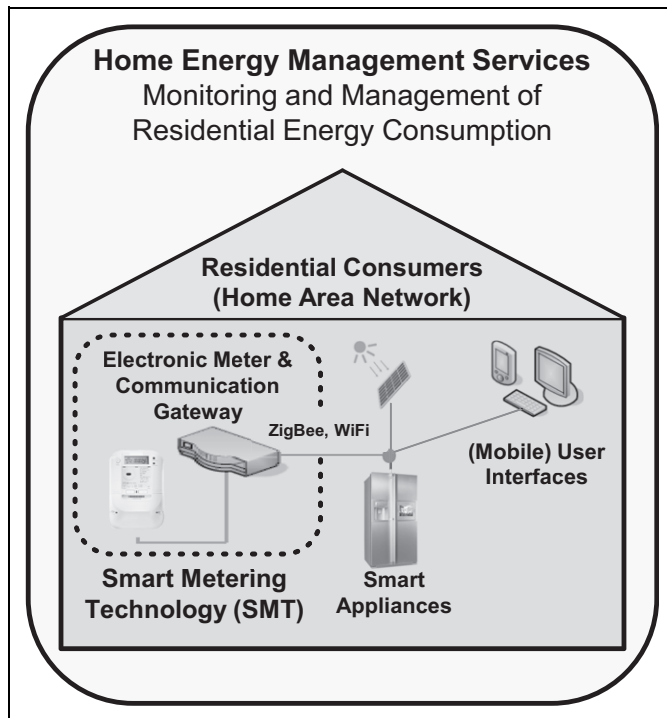 Home Energy Management Services
Monitoring and Management of
Residential Energy Consumption
Residential Consumers
(Home Area Network)
Electronic Meter &
Communication
Gateway
ZigBee, WiFi
(Mobile) User
Interfaces
Smart Metering
Technology (SMT)
Smart
Appliances